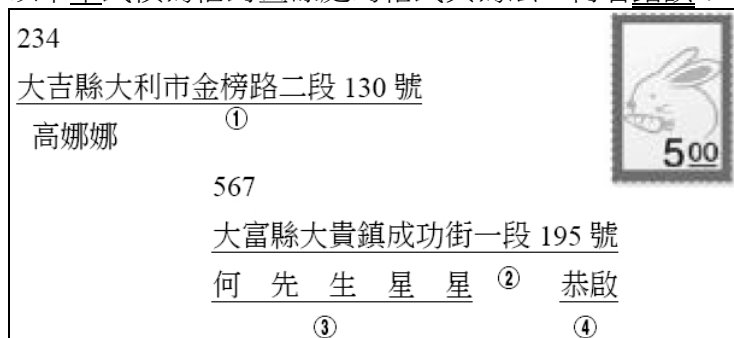 234
大吉縣大利市金榜路二段 130 號
①
高娜娜
5 00
567
大富縣大貴鎮成功街一段 195 號
②
何 先 生 星 星 恭啟
③ ④